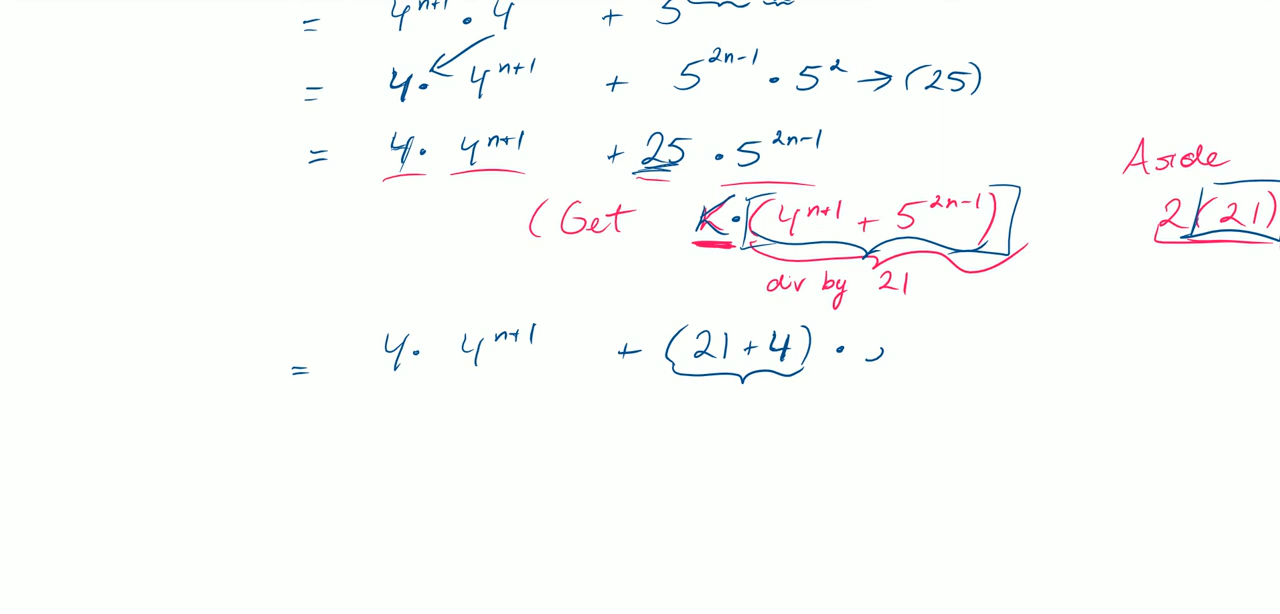 = 4^{n+1} • 4 + 5
= 4 • 4^{n+1} + 5^{2n-1} • 5^2 → (25)
= 4 • 4^{n+1} + 25 • 5^{2n-1}
Aside
(Get K • (4^{n+1} + 5^{2n-1})
2(21)
div by 21
= 4 • 4^{n+1} + (21 + 4) •